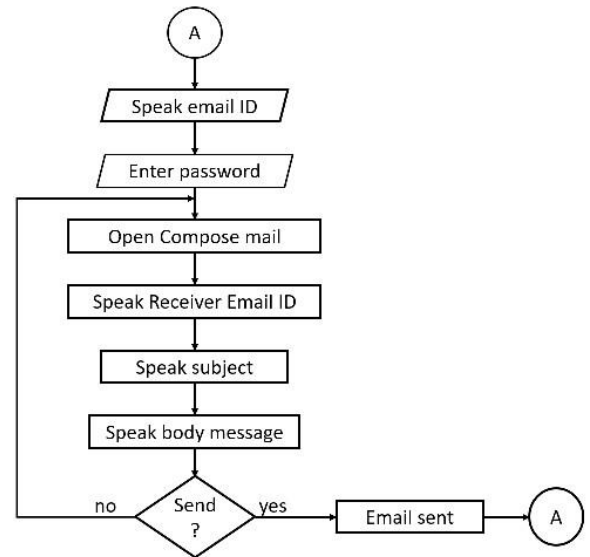 A
Speak email ID
Enter password
Open Compose mail
Speak Receiver Email ID
Speak subject
Speak body message
no
Send
?
yes
Email sent
A